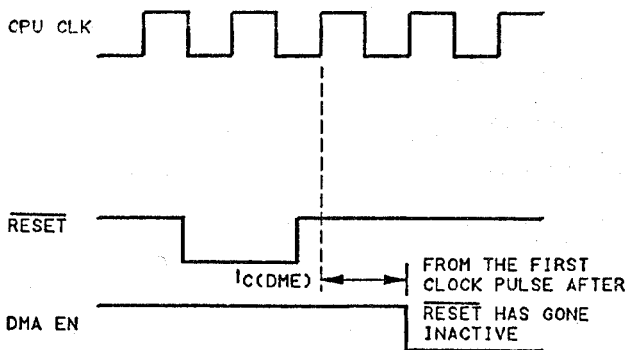 CPU CLK
RESET
tC(DME)
FROM THE FIRST
CLOCK PULSE AFTER
RESET HAS GONE
INACTIVE
DMA EN